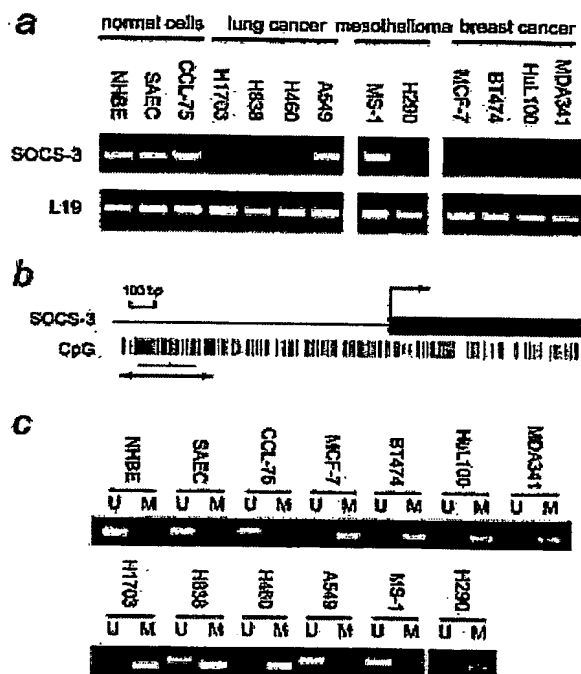 a
normal cells lung cancer mesothelioma breast cancer
NHBE SAEC CCL-75 H1703 H838 H460 A549 MS-1 H290 MCF-7 BT474 HuL100 MDA341
SOCS-3
L19
b
100bp
SOCS-3
CpG
c
NHBE SAEC CCL-75 MCF-7 BT474 HuL100 MDA341
U M U M U M U M U M U M U M
H1703 H838 H460 A549 MS-1 H290
U M U M U M U M U M U M